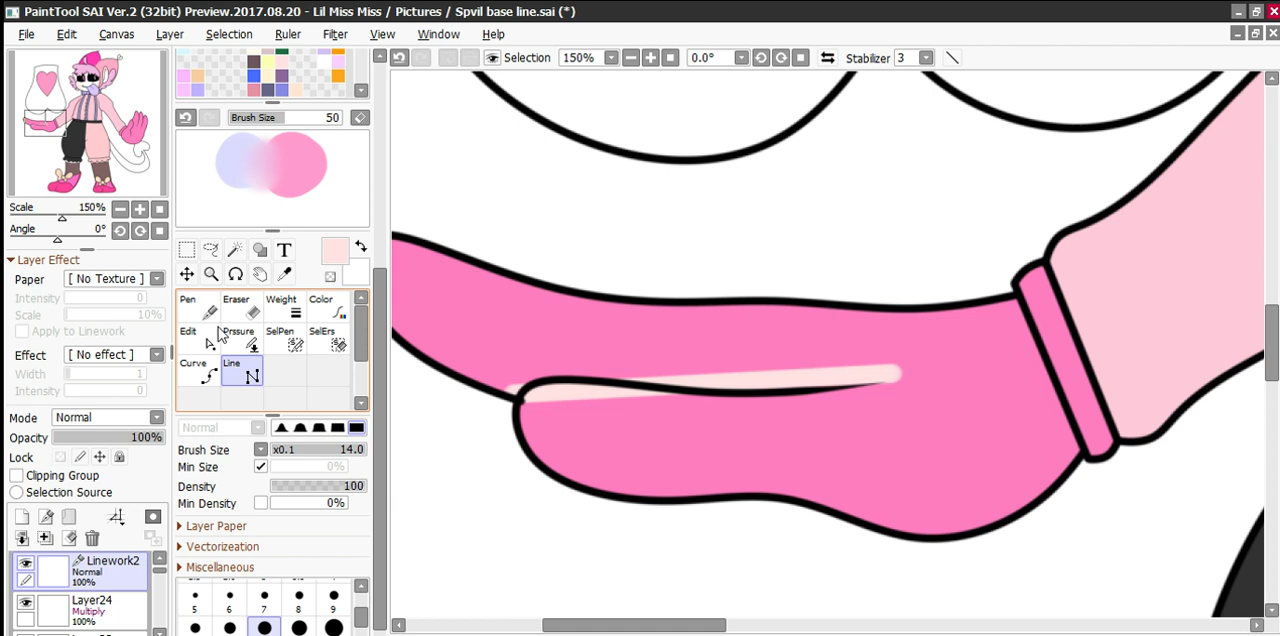 PaintTool SAI Ver.2 (32bit) Preview.2017.08.20 - Lil Miss Miss / Pictures / Spvil base line.sai (*)
File Edit Canvas Layer Selection Ruler Filter View Window Help
Selection 150% 0.0° Stabilizer 3
Brush Size 50
Scale 150%
Angle 0°
Layer Effect
Paper [ No Texture ]
Intensity 0
Scale 10%
Apply to Linework
Effect [ No effect ]
Width 1
Intensity 0
Mode Normal
Opacity 100%
Lock
Clipping Group
Selection Source
Linework2
Normal
100%
Layer24
Multiply
100%
T
Pen Eraser Weight Color
Edit Prssure SelPen SelErs
Curve Line
Normal
Brush Size x0.1 14.0
Min Size 0%
Density 100
Min Density 0%
Layer Paper
Vectorizeation
Miscellaneous
5 6 7 8 9